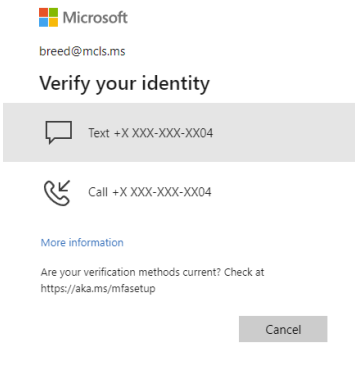 Microsoft
breed@mcls.ms
Verify your identity
Text +X XXX-XXX-XX04
Call +X XXX-XXX-XX04
More information
Are your verification methods current? Check at
https://aka.ms/mfasetup
Cancel